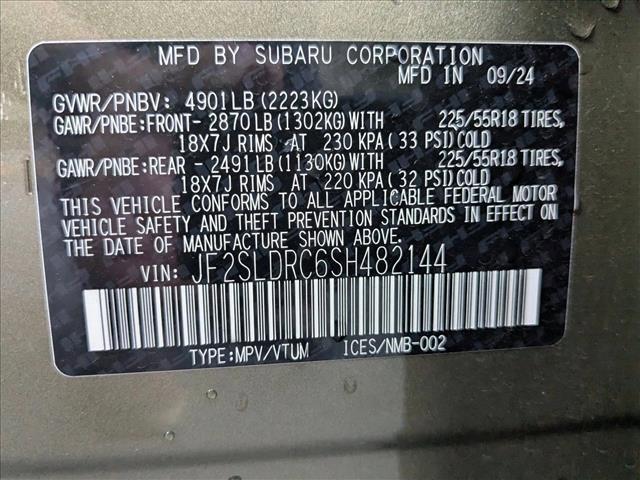 MFD BY SUBARU CORPORATION
MFD IN 09/24
GVWR/PNBV: 4901LB(2223KG)
GAWR/PNBE:FRONT- 2870LB(1302KG)WITH 225/55R18 TIRES,
18X7J RIMS AT 230 KPA(33 PSI)COLD
GAWR/PNBE:REAR - 2491LB(1130KG)WITH 225/55R18 TIRES,
18X7J RIMS AT 220 KPA(32 PSI)COLD
THIS VEHICLE CONFORMS TO ALL APPLICABLE FEDERAL MOTOR
VEHICLE SAFETY AND THEFT PREVENTION STANDARDS IN EFFECT ON
THE DATE OF MANUFACTURE SHOWN ABOVE.
VIN: JF2SLDRC6SH482144
TYPE:MPV/VTUM ICES/NMB-002